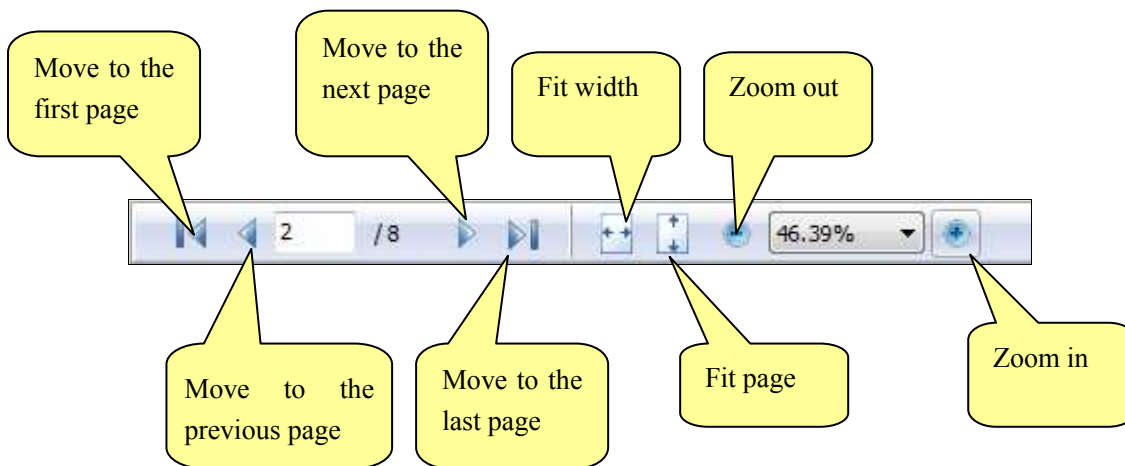 Move to the
first page
Move to the
next page
Fit width
Zoom out
2 / 8
46.39%
Move to the
previous page
Move to the
last page
Fit page
Zoom in